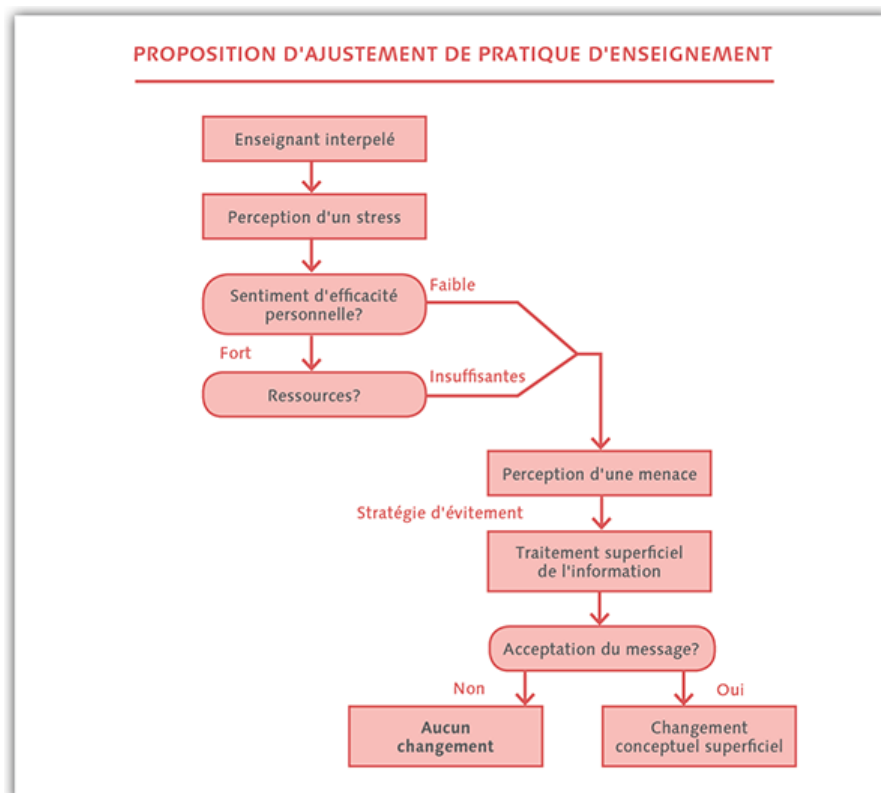 PROPOSITION D'AJUSTEMENT DE PRATIQUE D'ENSEIGNEMENT
Enseignant interpelé
Perception d'un stress
Sentiment d'efficacité
personnelle?
Faible
Fort
Ressources?
Insuffisantes
Perception d'une menace
Stratégie d'évitement
Traitement superficiel
de l'information
Acceptation du message?
Non
Oui
Aucun
changement
Changement
conceptuel superficiel